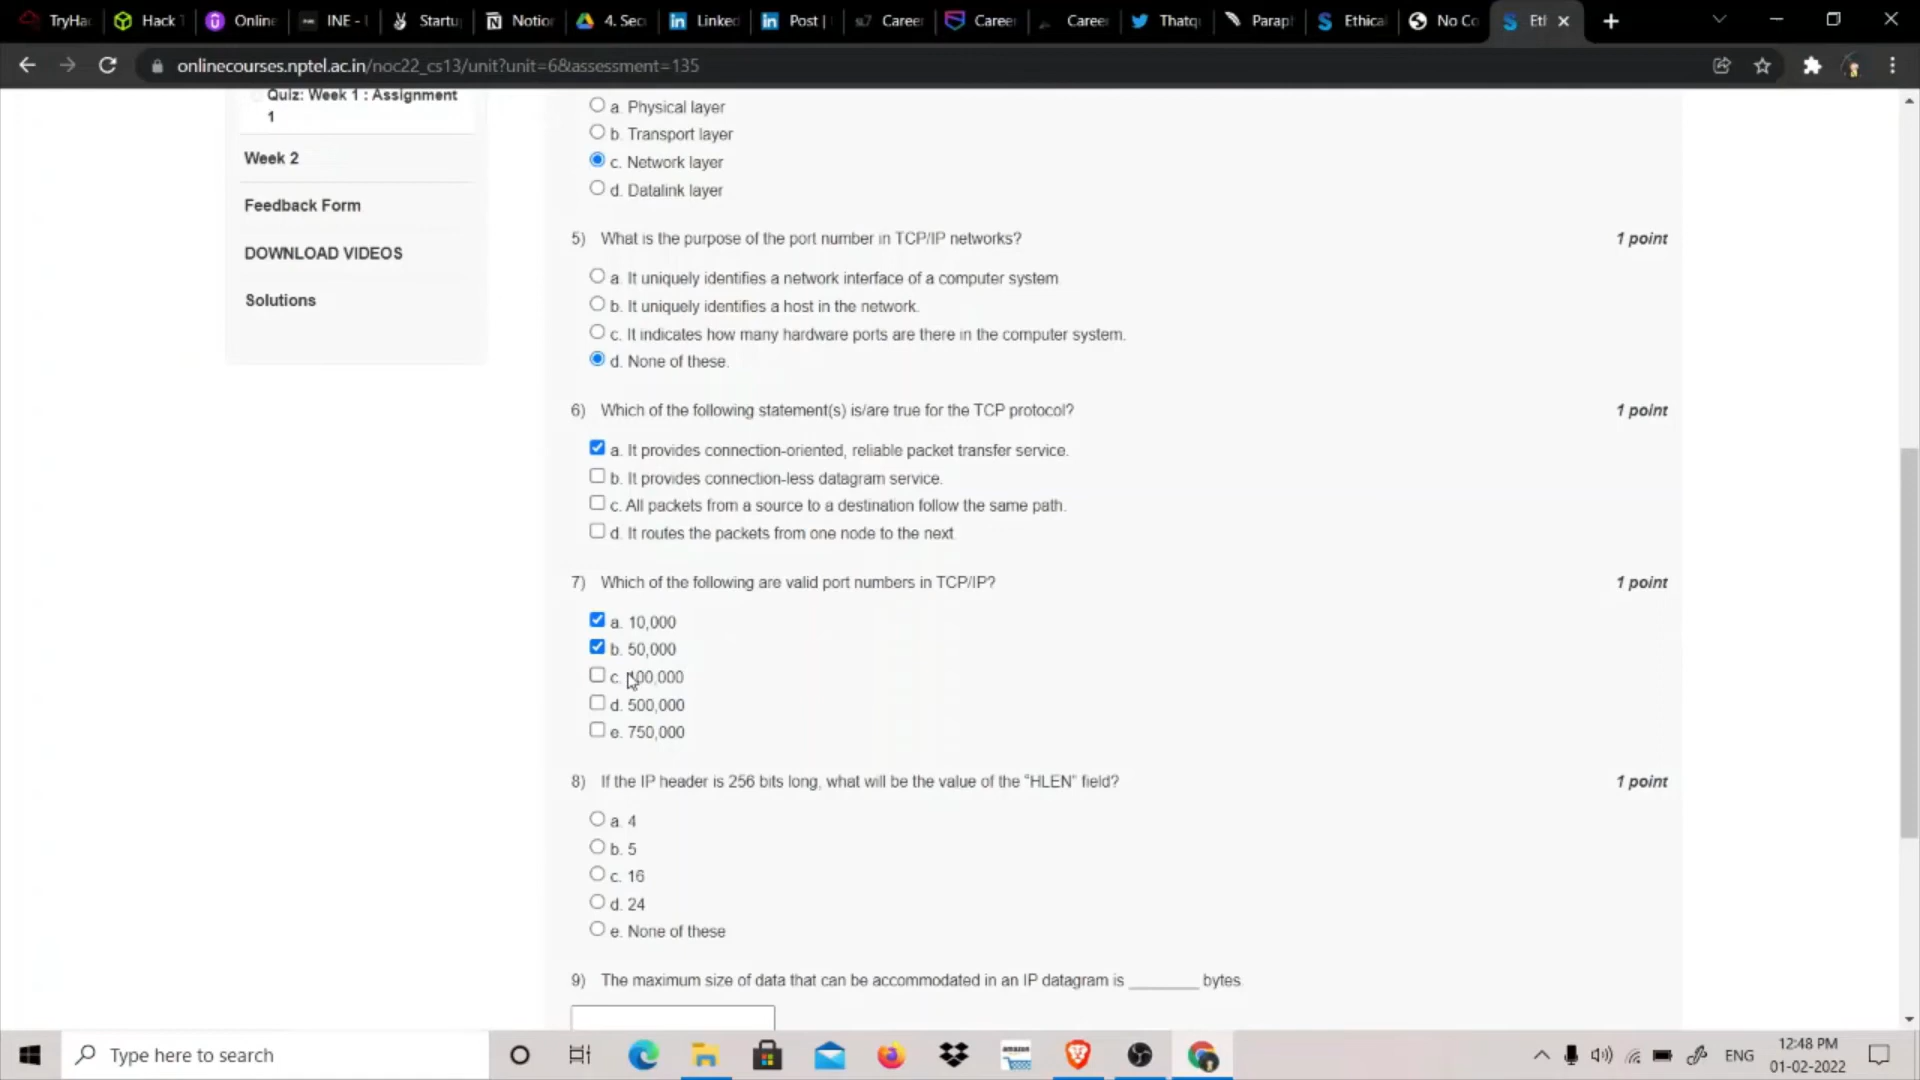 TryHa
Hack T
Online
INE - I
Startu
Notion
4. Sec
Linked
Post |
Career
Career
Career
Thatq
Parap
Ethical
No Co
Eth
onlinecourses.nptel.ac.in/noc22_cs13/unit?unit=6&assessment=135
Quiz: Week 1 : Assignment
1
Week 2
Feedback Form
DOWNLOAD VIDEOS
Solutions
a. Physical layer
b. Transport layer
c. Network layer
d. Datalink layer
5) What is the purpose of the port number in TCP/IP networks? 1 point
a. It uniquely identifies a network interface of a computer system
b. It uniquely identifies a host in the network.
c. It indicates how many hardware ports are there in the computer system.
d. None of these.
6) Which of the following statement(s) is/are true for the TCP protocol? 1 point
a. It provides connection-oriented, reliable packet transfer service.
b. It provides connection-less datagram service.
c. All packets from a source to a destination follow the same path.
d. It routes the packets from one node to the next
7) Which of the following are valid port numbers in TCP/IP? 1 point
a. 10,000
b. 50,000
c. 100,000
d. 500,000
e. 750,000
8) If the IP header is 256 bits long, what will be the value of the “HLEN” field? 1 point
a. 4
b. 5
c. 16
d. 24
e. None of these
9) The maximum size of data that can be accommodated in an IP datagram is ________ bytes.
Type here to search
amazon
ENG
12:48 PM
01-02-2022